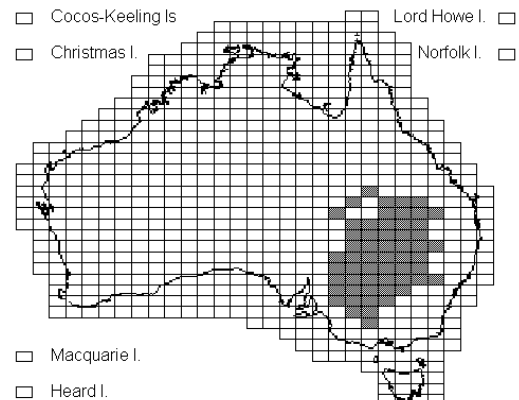 Cocos-Keeling Is
Lord Howe I.
Christmas I.
Norfolk I.
Macquarie I.
Heard I.